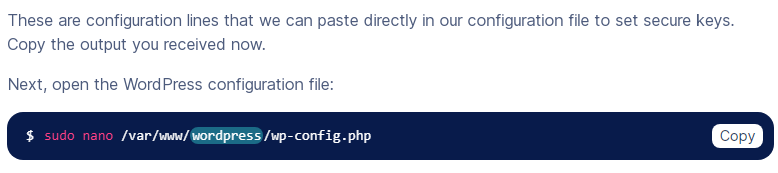 These are configuration lines that we can paste directly in our configuration file to set secure keys.
Copy the output you received now.
Next, open the WordPress configuration file:
$ sudo nano /var/www/wordpress/wp-config.php
Copy